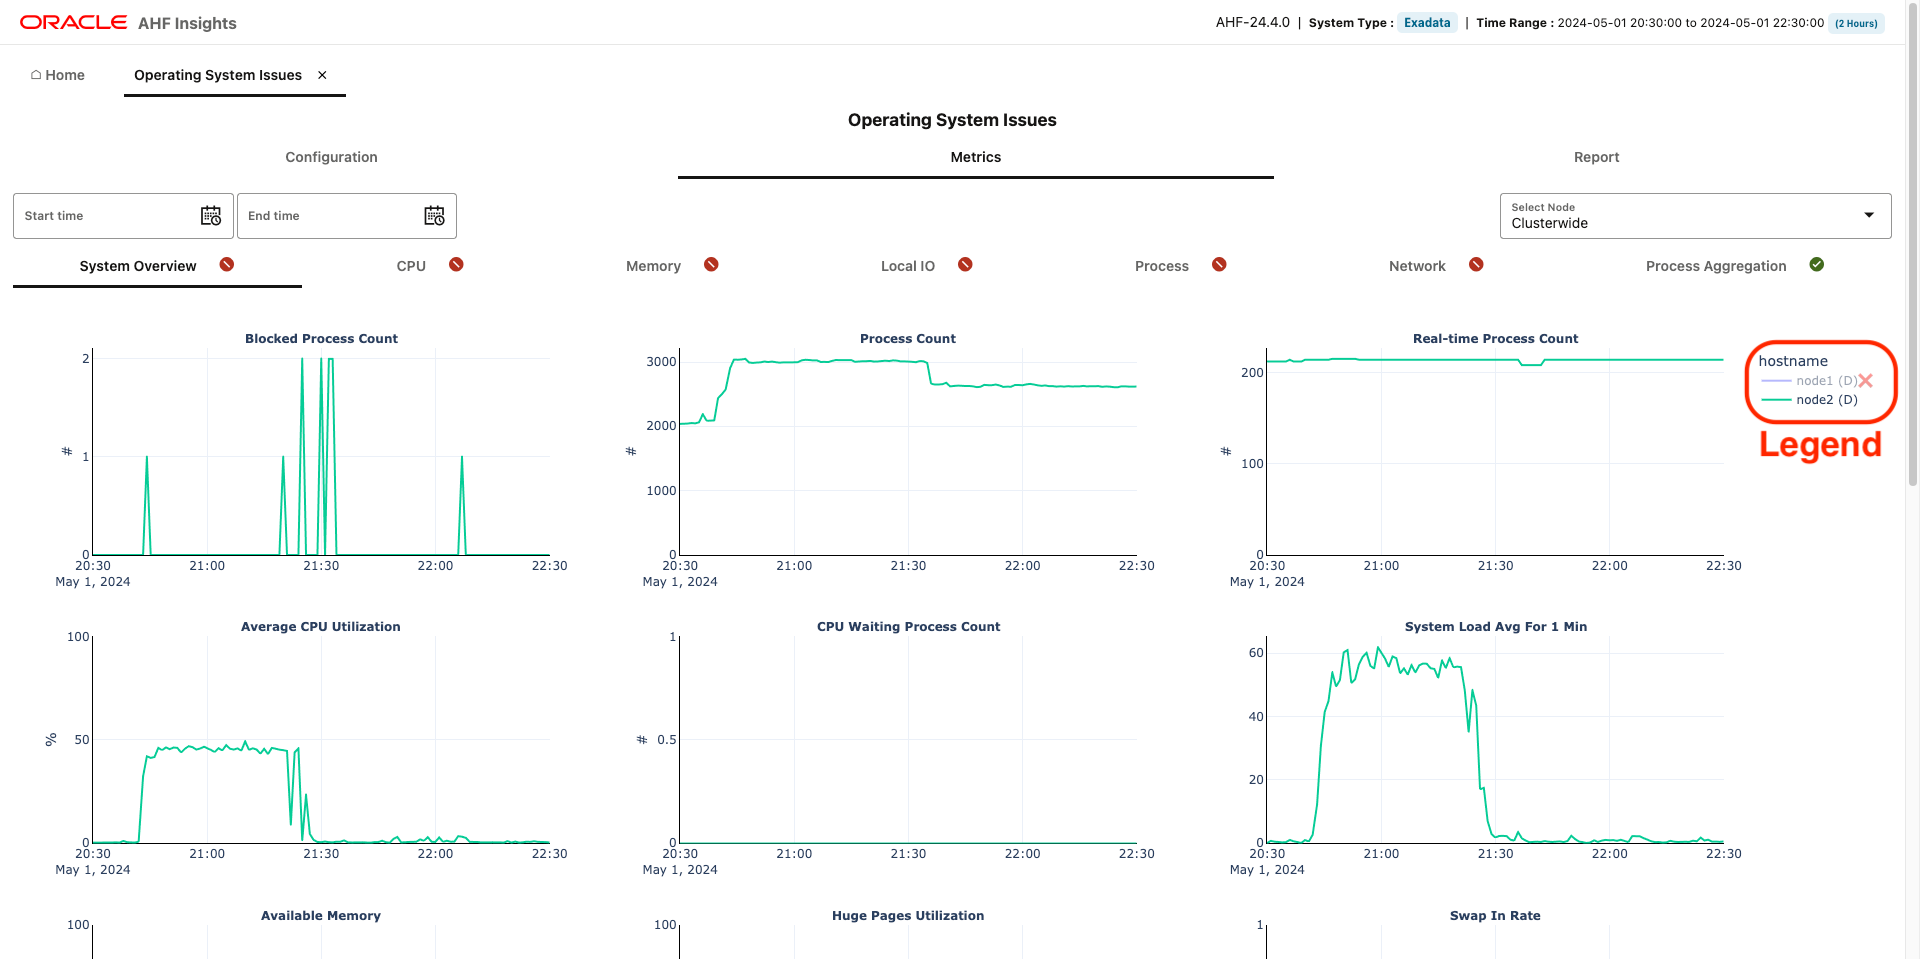 ORACLE AHF Insights
AHF-24.4.0 | System Type : Exadata | Time Range : 2024-05-01 20:30:00 to 2024-05-01 22:30:00 (2 Hours)
Home
Operating System Issues ×
Operating System Issues
Configuration
Metrics
Report
Start time
End time
Select Node
Clusterwide
System Overview
CPU
Memory
Local IO
Process
Network
Process Aggregation
Blocked Process Count
2
1
0
#
20:30 21:00 21:30 22:00 22:30
May 1, 2024
Process Count
3000
2000
1000
0
#
20:30 21:00 21:30 22:00 22:30
May 1, 2024
Real-time Process Count
200
100
0
#
20:30 21:00 21:30 22:00 22:30
May 1, 2024
hostname
node1 (D)
node2 (D)
Legend
Average CPU Utilization
100
50
0
%
20:30 21:00 21:30 22:00 22:30
May 1, 2024
CPU Waiting Process Count
1
0.5
0
#
20:30 21:00 21:30 22:00 22:30
May 1, 2024
System Load Avg For 1 Min
60
40
20
0
20:30 21:00 21:30 22:00 22:30
May 1, 2024
Available Memory
100
Huge Pages Utilization
100
Swap In Rate
1